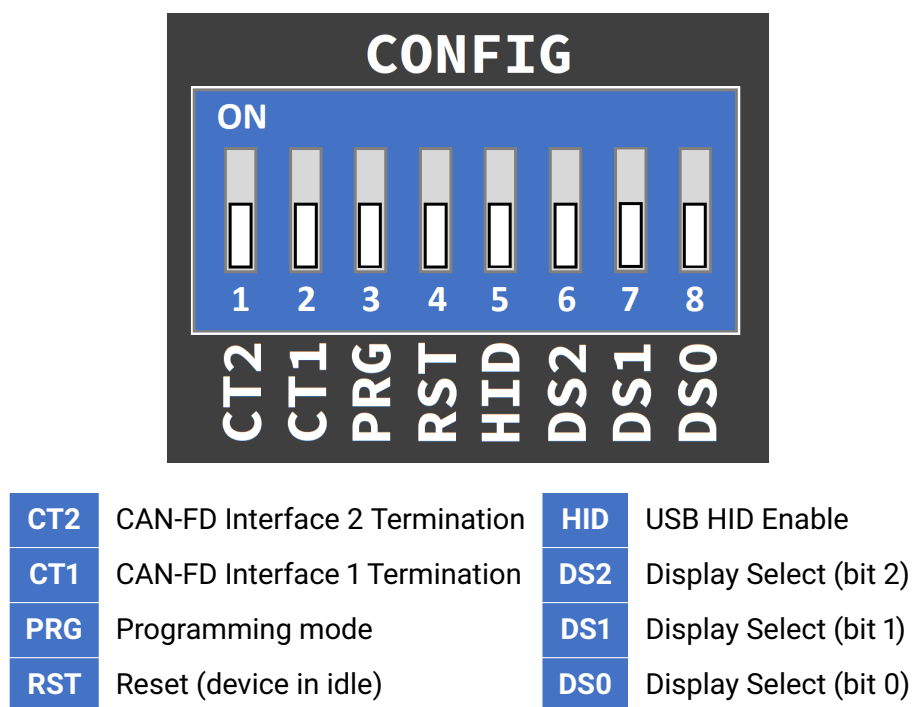 CONFIG
ON
1 2 3 4 5 6 7 8
CT2 CT1 PRG RST HID DS2 DS1 DS0
CT2 CAN-FD Interface 2 Termination HID USB HID Enable
CT1 CAN-FD Interface 1 Termination DS2 Display Select (bit 2)
PRG Programming mode DS1 Display Select (bit 1)
RST Reset (device in idle) DS0 Display Select (bit 0)